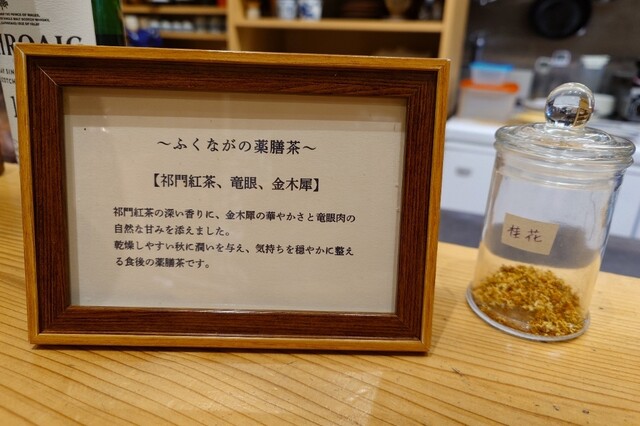 ～ふくながの薬膳茶～
【祁門紅茶、竜眼、金木犀】
祁門紅茶の深い香りに、金木犀の華やかさと竜眼肉の
自然な甘みを添えました。
乾燥しやすい秋に潤いを与え、気持ちを穏やかに整え
る食後の薬膳茶です。
桂花